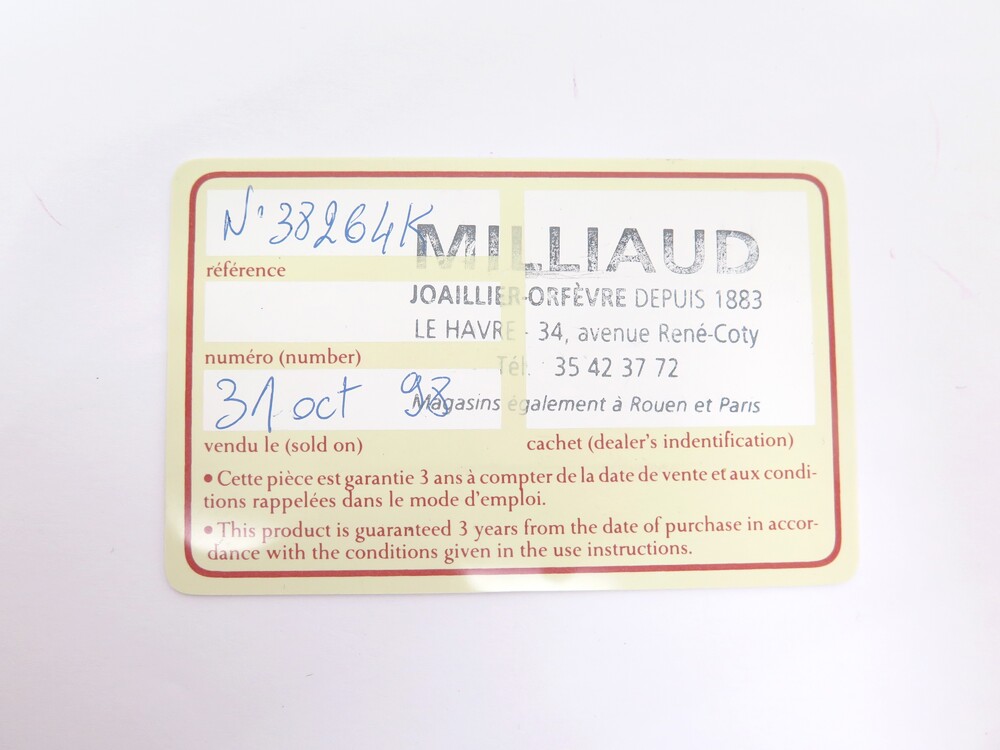 N° 38264K
référence
numéro (number)
31 oct 98
vendu le (sold on)
MILLIAUD
JOAILLIER-ORFÈVRE DEPUIS 1883
LE HAVRE - 34, avenue René-Coty
Tél. 35 42 37 72
Magasins également à Rouen et Paris
cachet (dealer's indentification)
• Cette pièce est garantie 3 ans à compter de la date de vente et aux condi-
tions rappelées dans le mode d'emploi.
• This product is guaranteed 3 years from the date of purchase in accor-
dance with the conditions given in the use instructions.